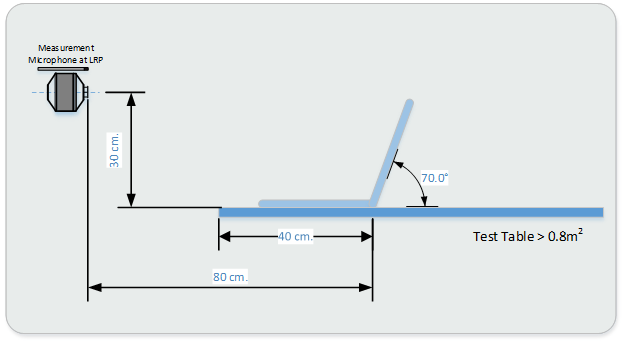 Measurement
Microphone at LRP
30 cm.
70.0°
40 cm.
Test Table > 0.8m²
80 cm.